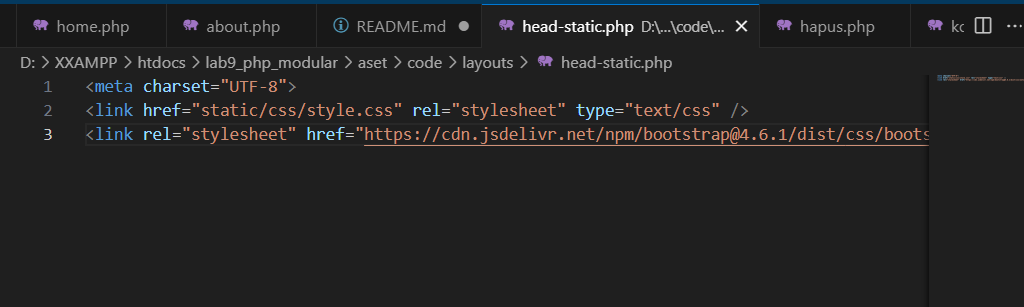 home.php about.php README.md head-static.php D:\...\code\... hapus.php
D: > XXAMPP > htdocs > lab9_php_modular > aset > code > layouts > head-static.php
1 <meta charset="UTF-8">
2 <link href="static/css/style.css" rel="stylesheet" type="text/css" />
3 <link rel="stylesheet" href="https://cdn.jsdelivr.net/npm/bootstrap@4.6.1/dist/css/boots